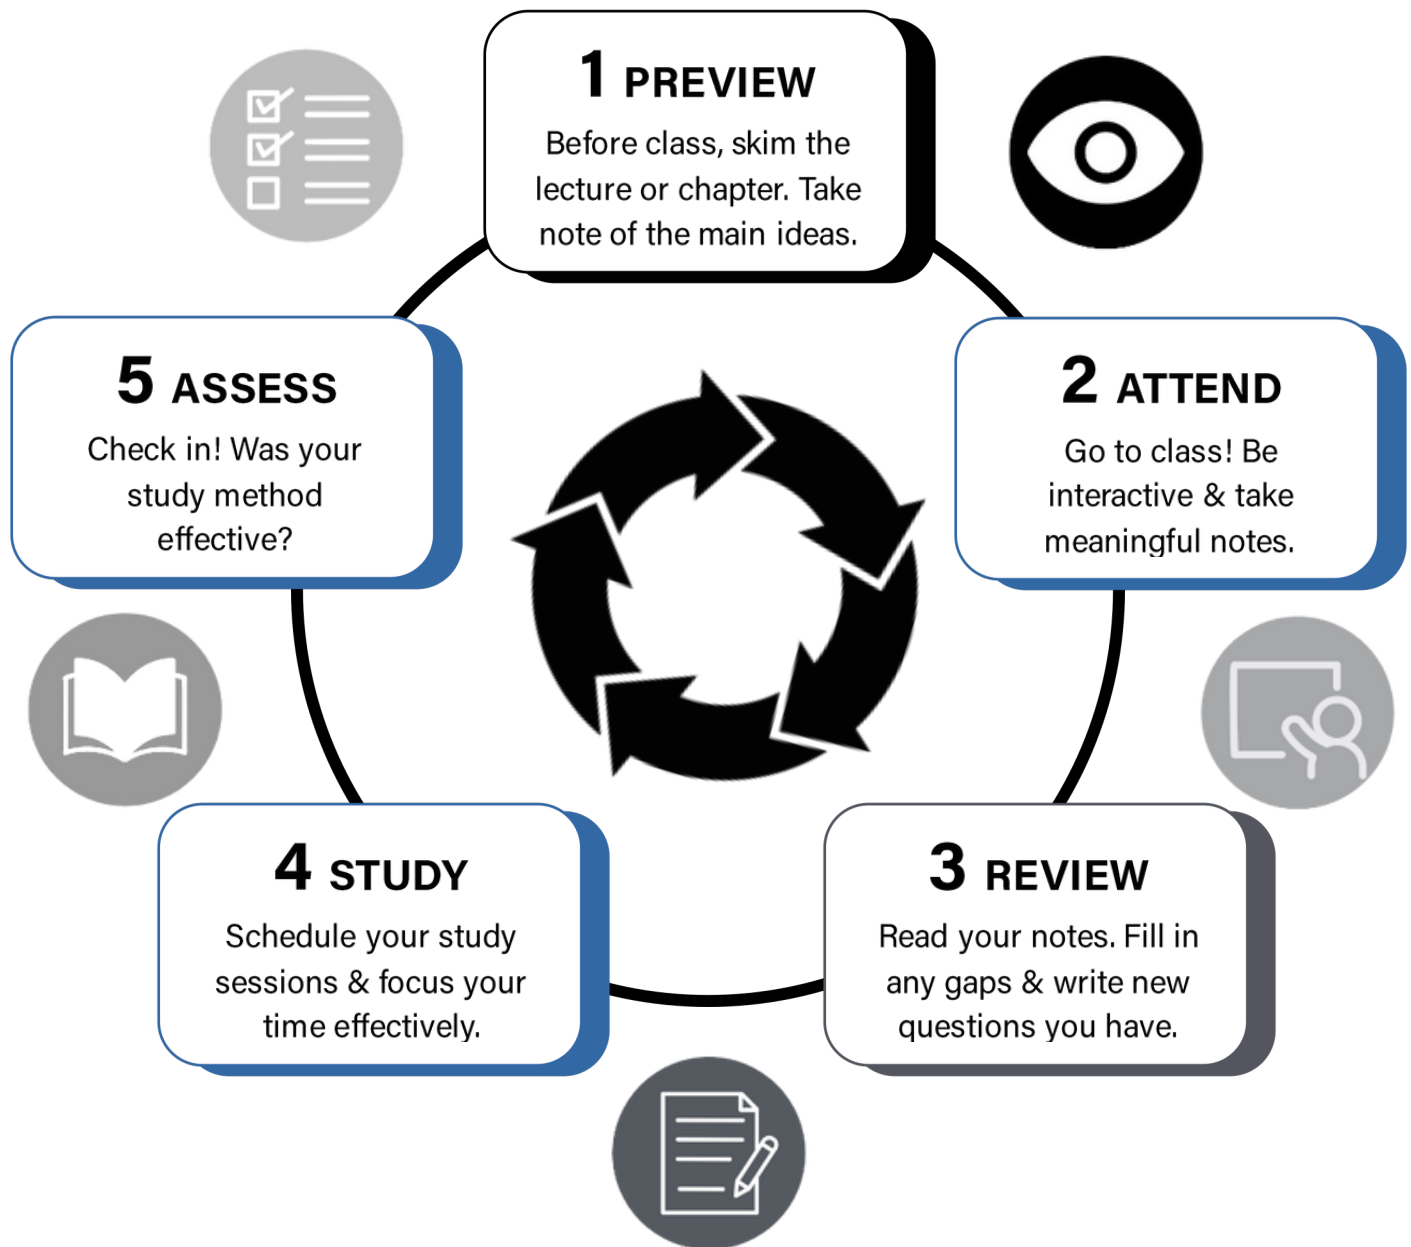 1 PREVIEW
Before class, skim the
lecture or chapter. Take
note of the main ideas.
2 ATTEND
Go to class! Be
interactive & take
meaningful notes.
3 REVIEW
Read your notes. Fill in
any gaps & write new
questions you have.
4 STUDY
Schedule your study
sessions & focus your
time effectively.
5 ASSESS
Check in! Was your
study method
effective?